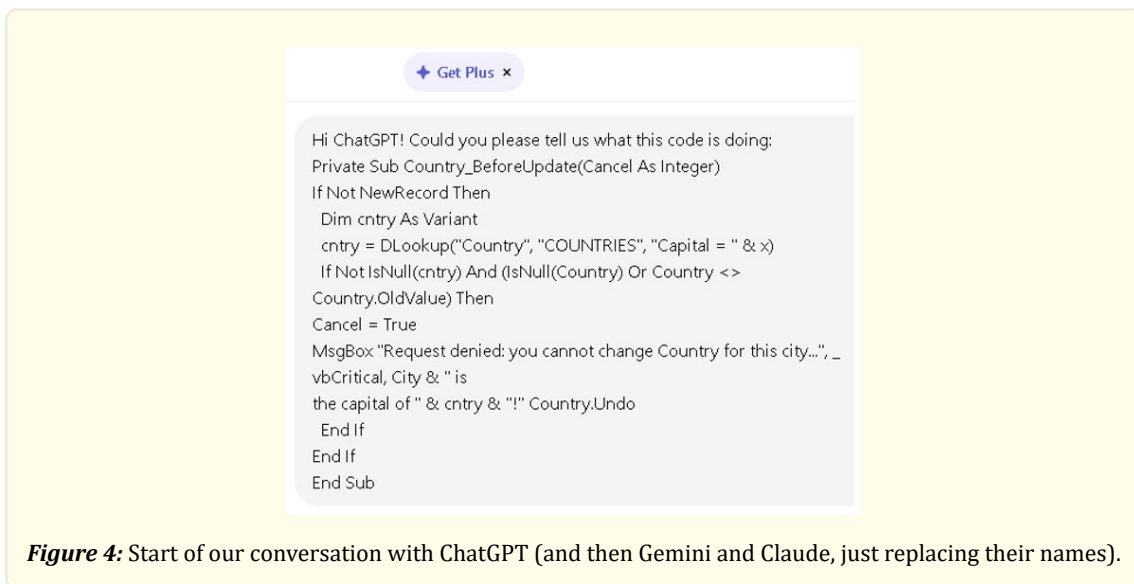 Get Plus ×
Hi ChatGPT! Could you please tell us what this code is doing:
Private Sub Country_BeforeUpdate(Cancel As Integer)
If Not NewRecord Then
Dim cntry As Variant
cntry = DLookup("Country", "COUNTRIES", "Capital = " & x)
If Not IsNull(cntry) And (IsNull(Country) Or Country <>
Country.OldValue) Then
Cancel = True
MsgBox "Request denied: you cannot change Country for this city...", _
vbCritical, City & " is
the capital of " & cntry & "!" Country.Undo
End If
End If
End Sub
Figure 4: Start of our conversation with ChatGPT (and then Gemini and Claude, just replacing their names).